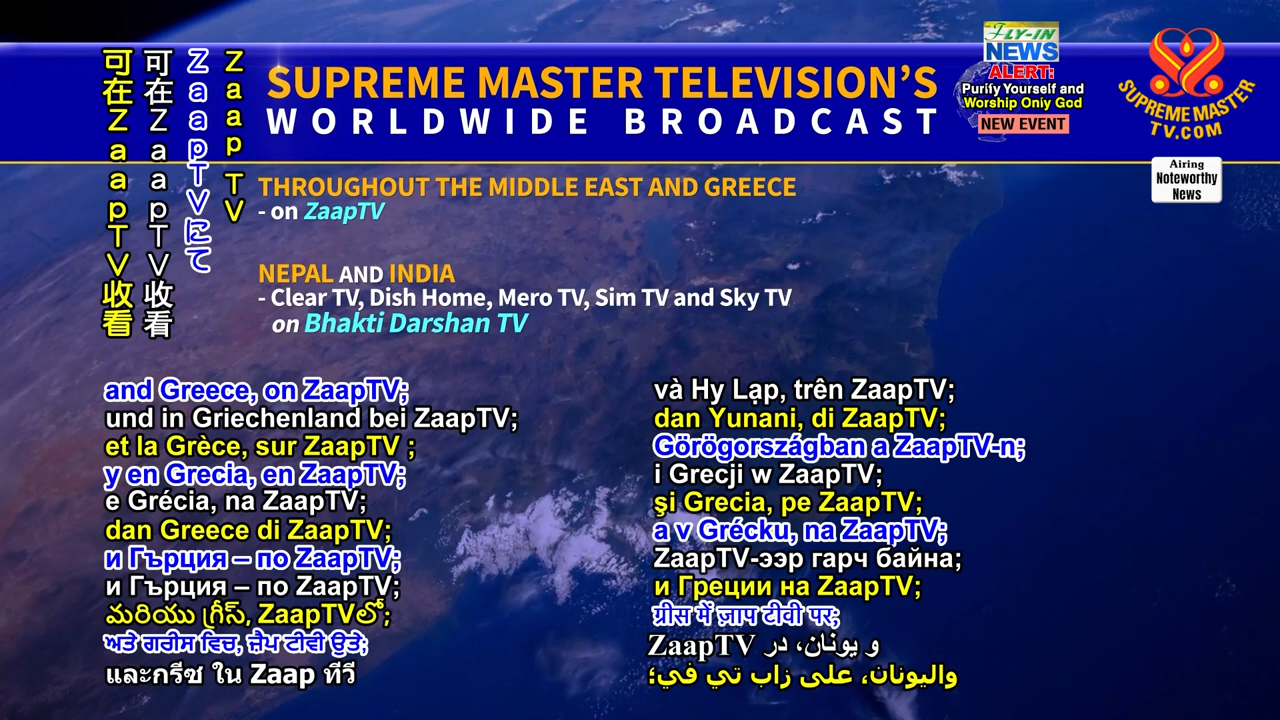 可在ZaapTV收看
可在ZaapTV收看
ZaapTVにて
Zaap TV
SUPREME MASTER TELEVISION’S
WORLDWIDE BROADCAST
FLY-IN
NEWS
ALERT:
Purify Yourself and
Worship Only God
NEW EVENT
SUPREME MASTER
TV.COM
Airing
Noteworthy
News
THROUGHOUT THE MIDDLE EAST AND GREECE
- on ZaapTV
NEPAL AND INDIA
- Clear TV, Dish Home, Mero TV, Sim TV and Sky TV
on Bhakti Darshan TV
and Greece, on ZaapTV;
und in Griechenland bei ZaapTV;
et la Grèce, sur ZaapTV ;
y en Grecia, en ZaapTV;
e Grécia, na ZaapTV;
dan Greece di ZaapTV;
и Гърция – по ZaapTV;
и Гърция – по ZaapTV;
మరియు గ్రీస్, ZaapTVలో;
ਅਤੇ ਗਰੀਸ ਵਿਚ, ਜ਼ੈਪ ਟੀਵੀ ਉਤੇ;
และกรีซ ใน Zaap ทีวี
và Hy Lạp, trên ZaapTV;
dan Yunani, di ZaapTV;
Görögországban a ZaapTV-n;
i Grecji w ZaapTV;
şi Grecia, pe ZaapTV;
a v Grécku, na ZaapTV;
ZaapTV-ээр гарч байна;
и Греции на ZaapTV;
ग्रीस में ज़ाप टीवी पर;
و یونان، در ZaapTV
واليونان، على زاب تي في؛